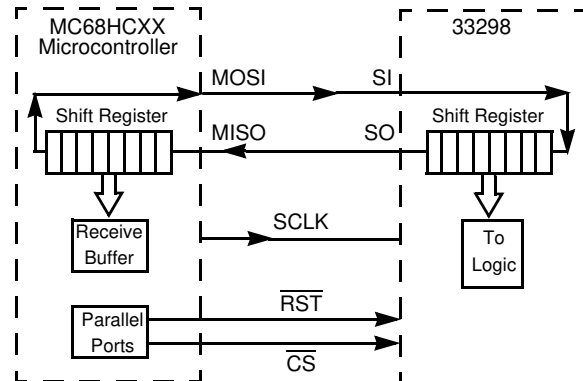 MC68HCXX
Microcontroller
33298
MOSI
SI
Shift Register
Shift Register
MISO
SO
SCLK
Receive
Buffer
To
Logic
RST
Parallel
Ports
CS